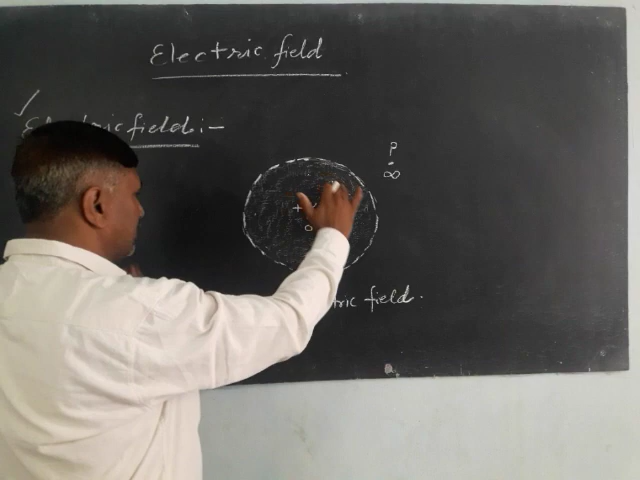 Electric field
Electric field :-
P
∞
+
o
tric field.